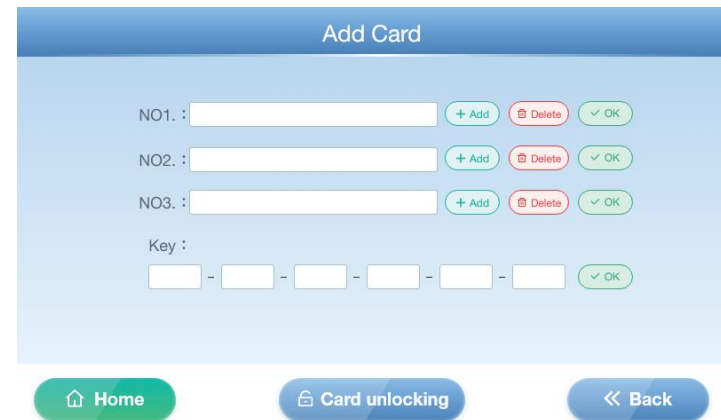 Add Card
NO1. : + Add Delete ✓ OK
NO2. : + Add Delete ✓ OK
NO3. : + Add Delete ✓ OK
Key :
- - - - - ✓ OK
Home Card unlocking Back